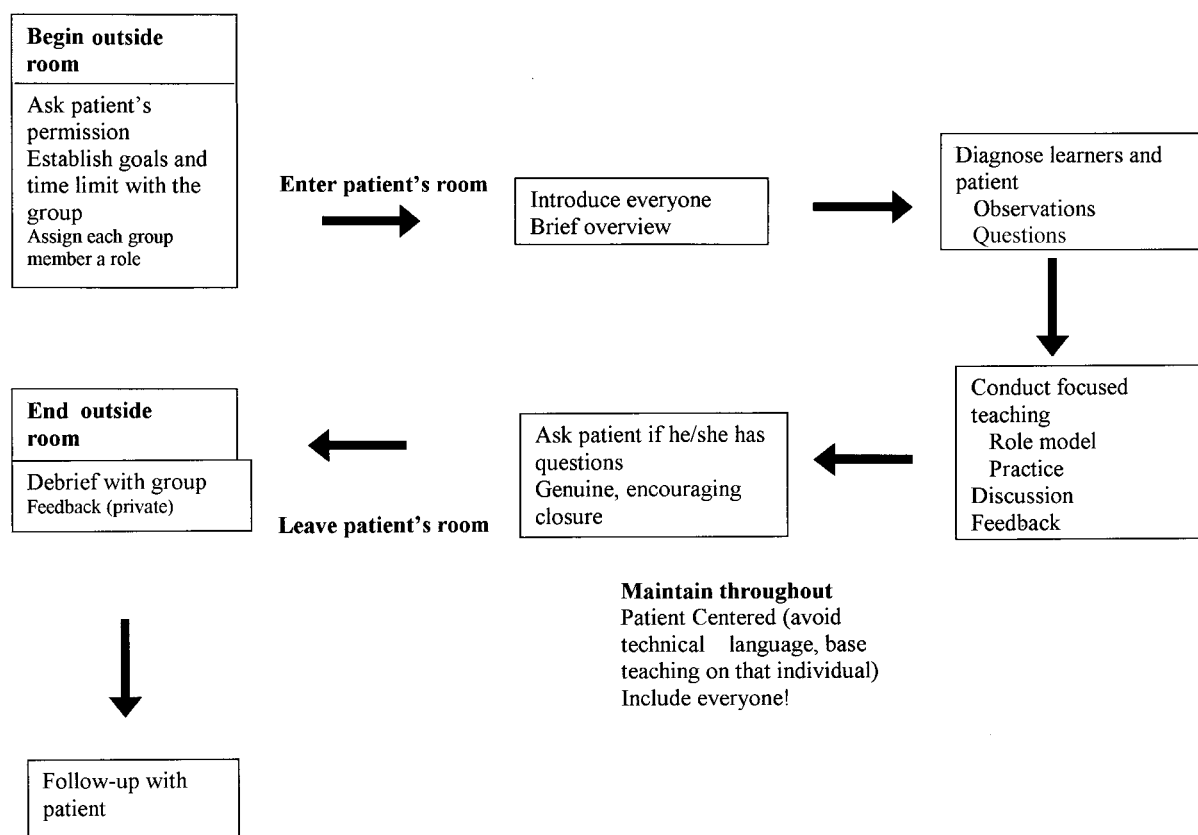 Begin outside
room
Ask patient's
permission
Establish goals and
time limit with the
group
Assign each group
member a role
Enter patient's room
Introduce everyone
Brief overview
Diagnose learners and
patient
Observations
Questions
Conduct focused
teaching
Role model
Practice
Discussion
Feedback
Ask patient if he/she has
questions
Genuine, encouraging
closure
Leave patient's room
End outside
room
Debrief with group
Feedback (private)
Maintain throughout
Patient Centered (avoid
technical language, base
teaching on that individual)
Include everyone!
Follow-up with
patient